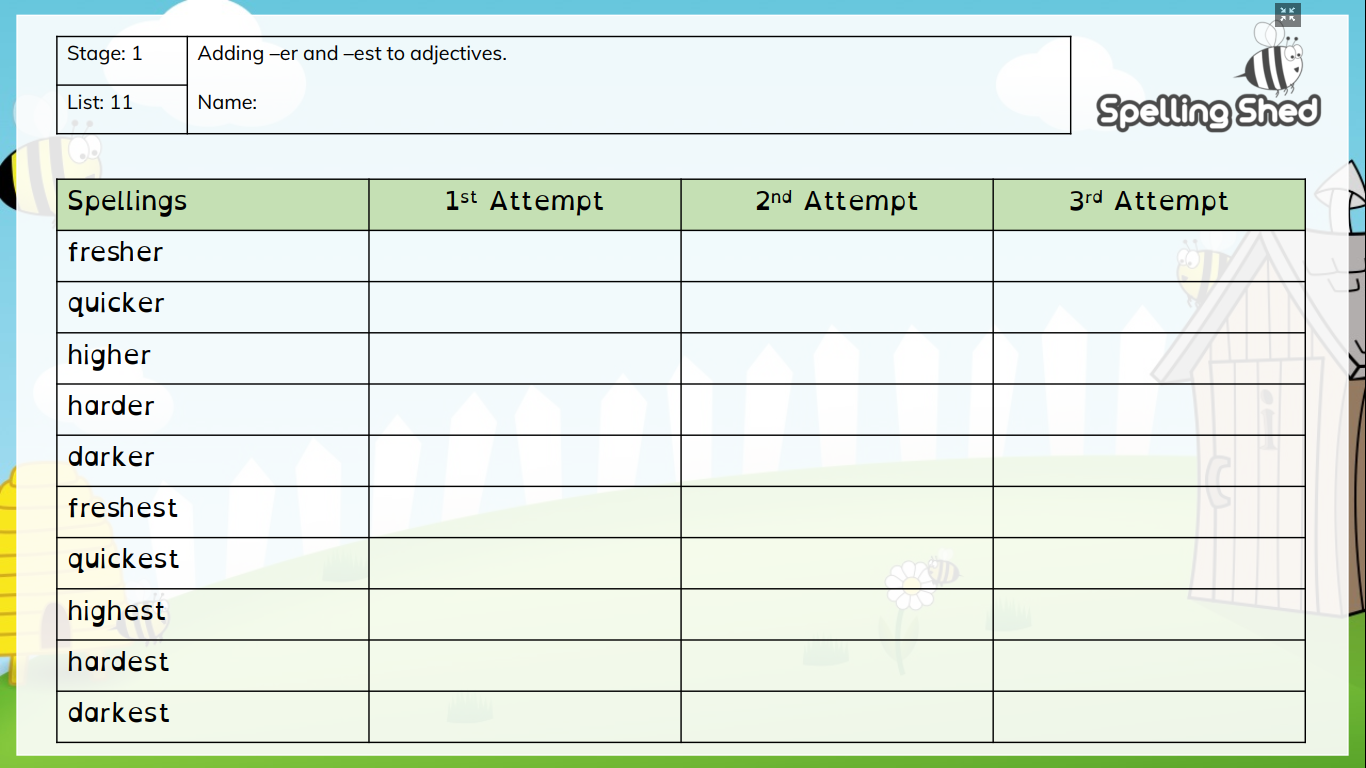 Stage: 1
Adding –er and –est to adjectives.
List: 11
Name:
Spelling Shed
Spellings
1st Attempt
2nd Attempt
3rd Attempt
fresher
quicker
higher
harder
darker
freshest
quickest
highest
hardest
darkest